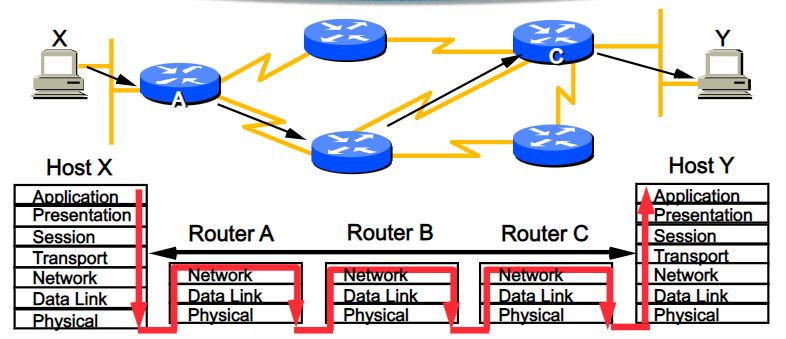 X
Y
A
C
Host X
Host Y
Application
Presentation
Session
Transport
Network
Data Link
Physical
Router A
Network
Data Link
Physical
Router B
Network
Data Link
Physical
Router C
Network
Data Link
Physical
Application
Presentation
Session
Transport
Network
Data Link
Physical